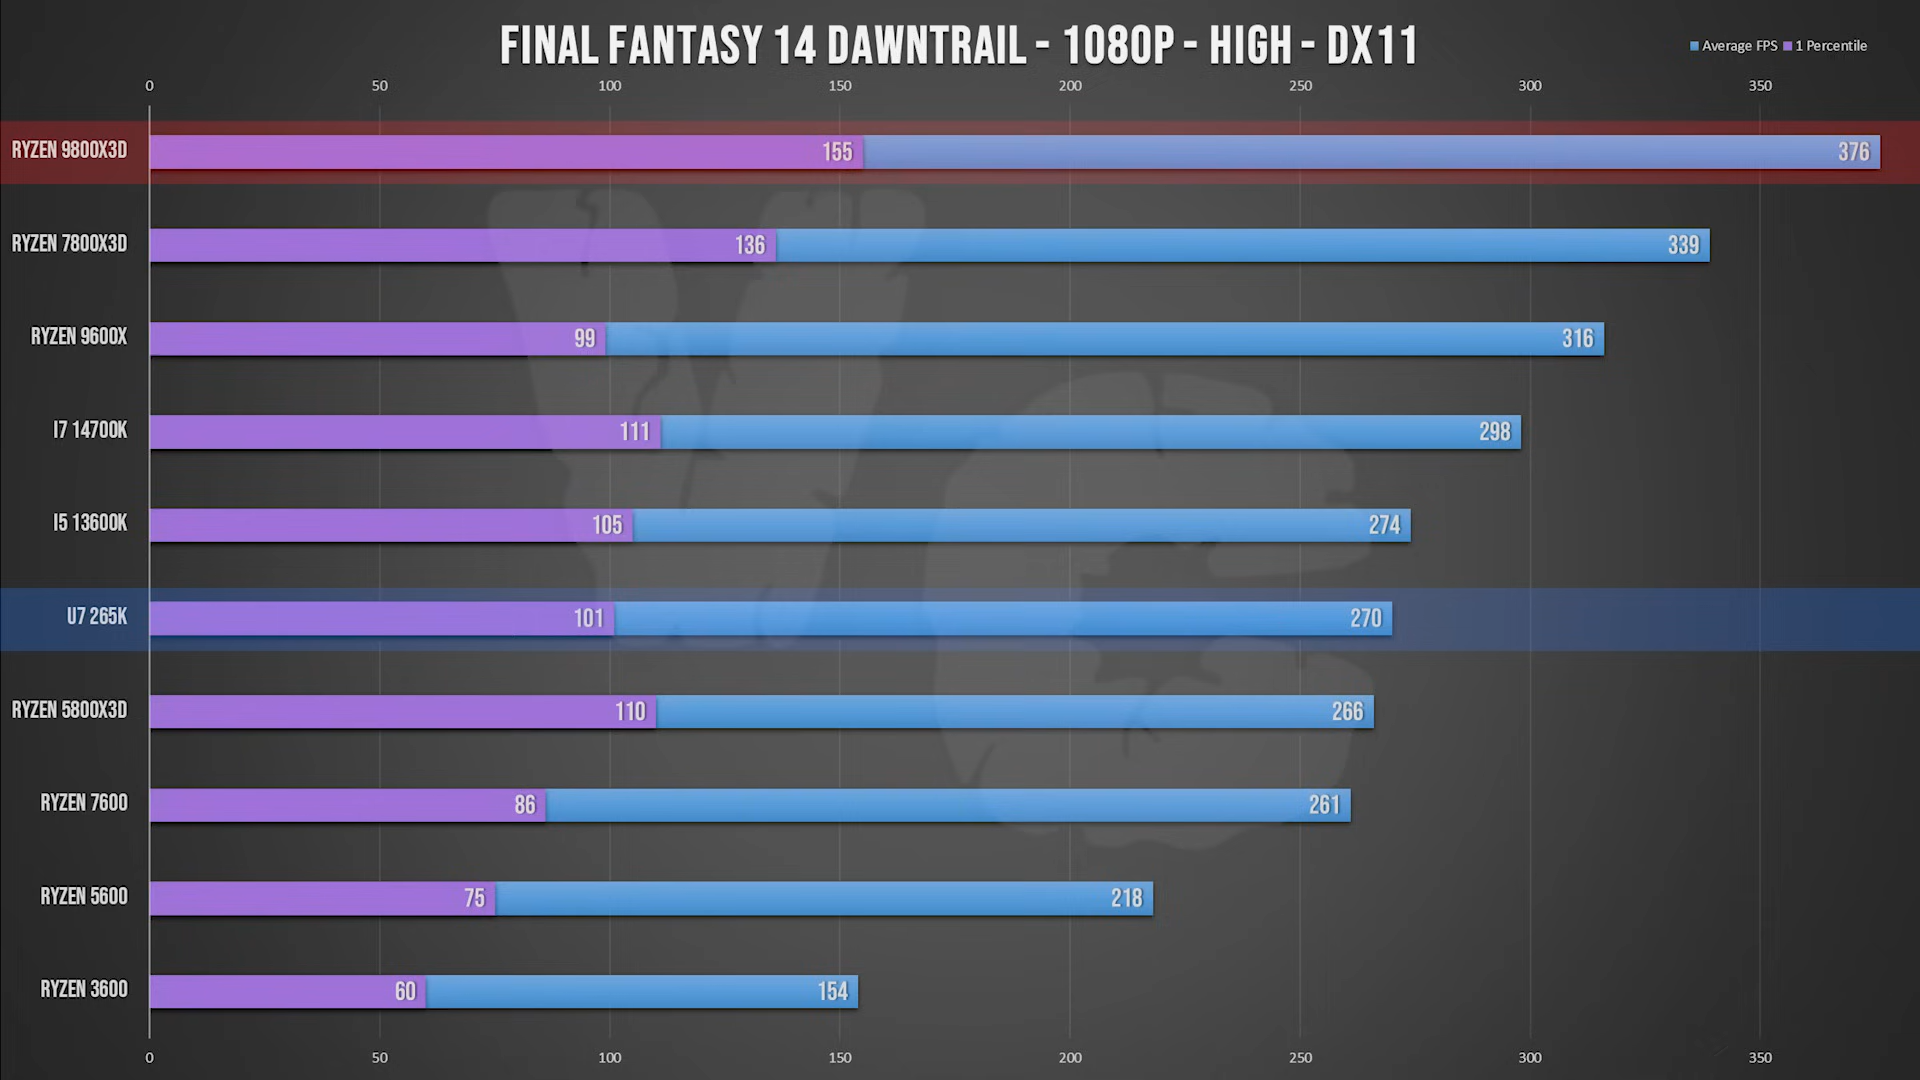 FINAL FANTASY 14 DAWNTRAIL - 1080P - HIGH - DX11
Average FPS 1 Percentile
0 50 100 150 200 250 300 350
RYZEN 9800X3D 155 376
RYZEN 7800X3D 136 339
RYZEN 9600X 99 316
I7 14700K 111 298
I5 13600K 105 274
U7 265K 101 270
RYZEN 5800X3D 110 266
RYZEN 7600 86 261
RYZEN 5600 75 218
RYZEN 3600 60 154
0 50 100 150 200 250 300 350